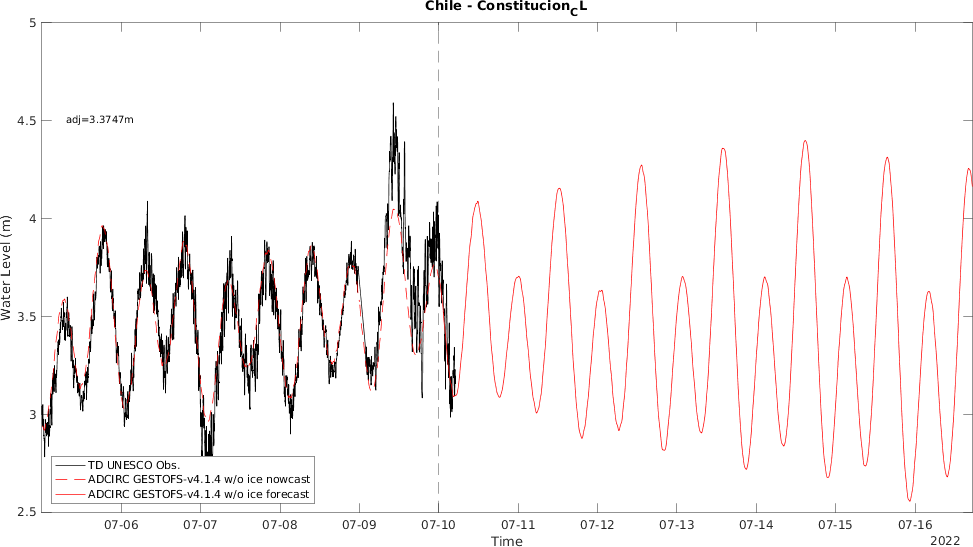 Chile - ConstitucionCL
5
4.5
4
3.5
3
2.5
Water Level (m)
adj=3.3747m
TD UNESCO Obs.
ADCIRC GESTOFS-v4.1.4 w/o ice nowcast
ADCIRC GESTOFS-v4.1.4 w/o ice forecast
07-06 07-07 07-08 07-09 07-10 07-11 07-12 07-13 07-14 07-15 07-16
Time
2022